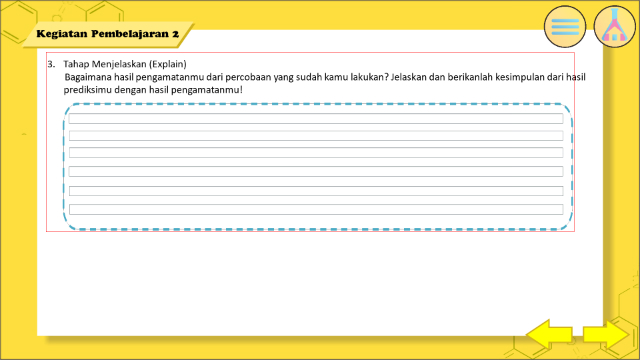 Kegiatan Pembelajaran 2
3. Tahap Menjelaskan (Explain)
Bagaimana hasil pengamatanmu dari percobaan yang sudah kamu lakukan? Jelaskan dan berikanlah kesimpulan dari hasil
prediksimu dengan hasil pengamatanmu!